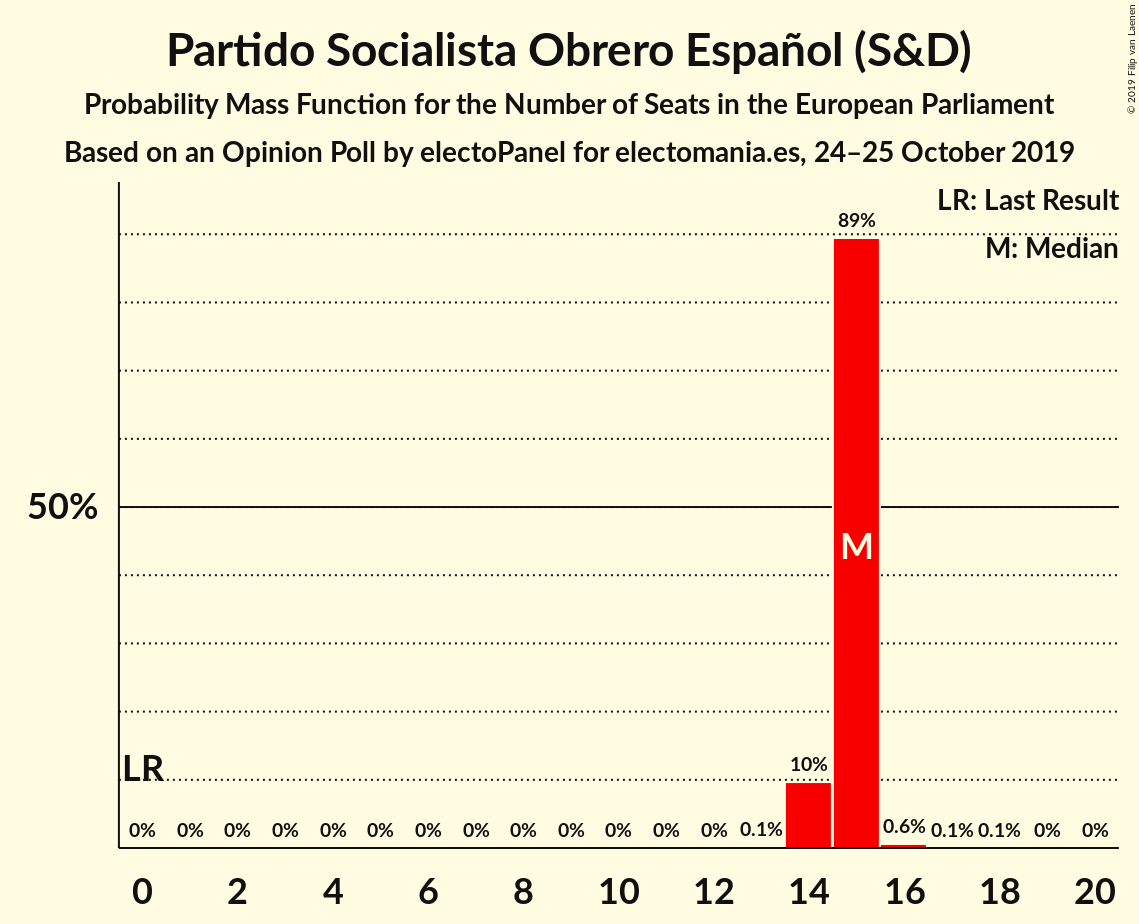 Partido Socialista Obrero Español (S&D)
Probability Mass Function for the Number of Seats in the European Parliament
Based on an Opinion Poll by electoPanel for electomania.es, 24–25 October 2019
© 2019 Filip van Laenen
LR: Last Result
M: Median
89%
50%
M
LR
10%
0% 0% 0% 0% 0% 0% 0% 0% 0% 0% 0% 0% 0% 0.1% 0.6% 0.1% 0.1% 0% 0%
0 2 4 6 8 10 12 14 16 18 20